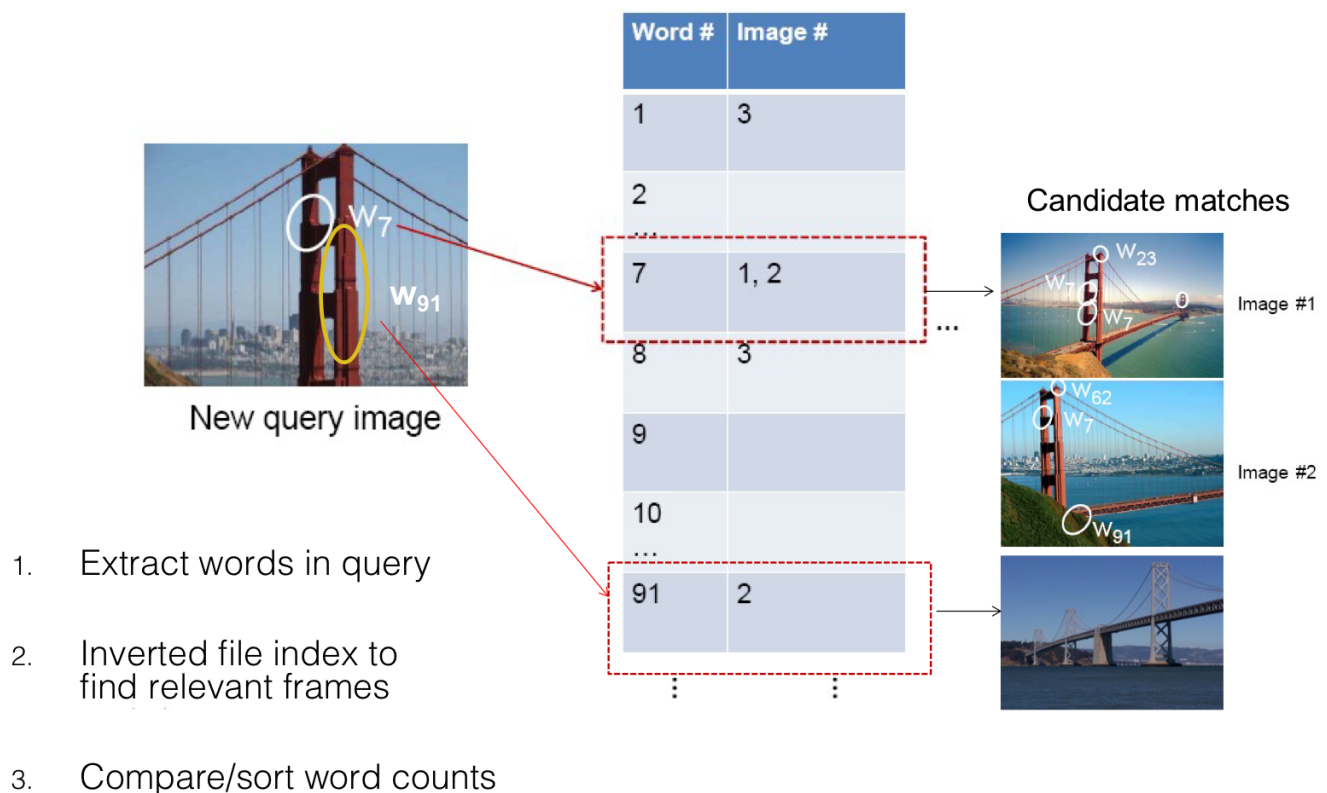 Word # Image #
1 3
2
...
7 1, 2
8 3
9
10
...
91 2
⋮ ⋮
W7
w91
New query image
Candidate matches
...
W23
W7
W7
Image #1
W62
W7
W91
Image #2
1. Extract words in query
2. Inverted file index to
find relevant frames
3. Compare/sort word counts